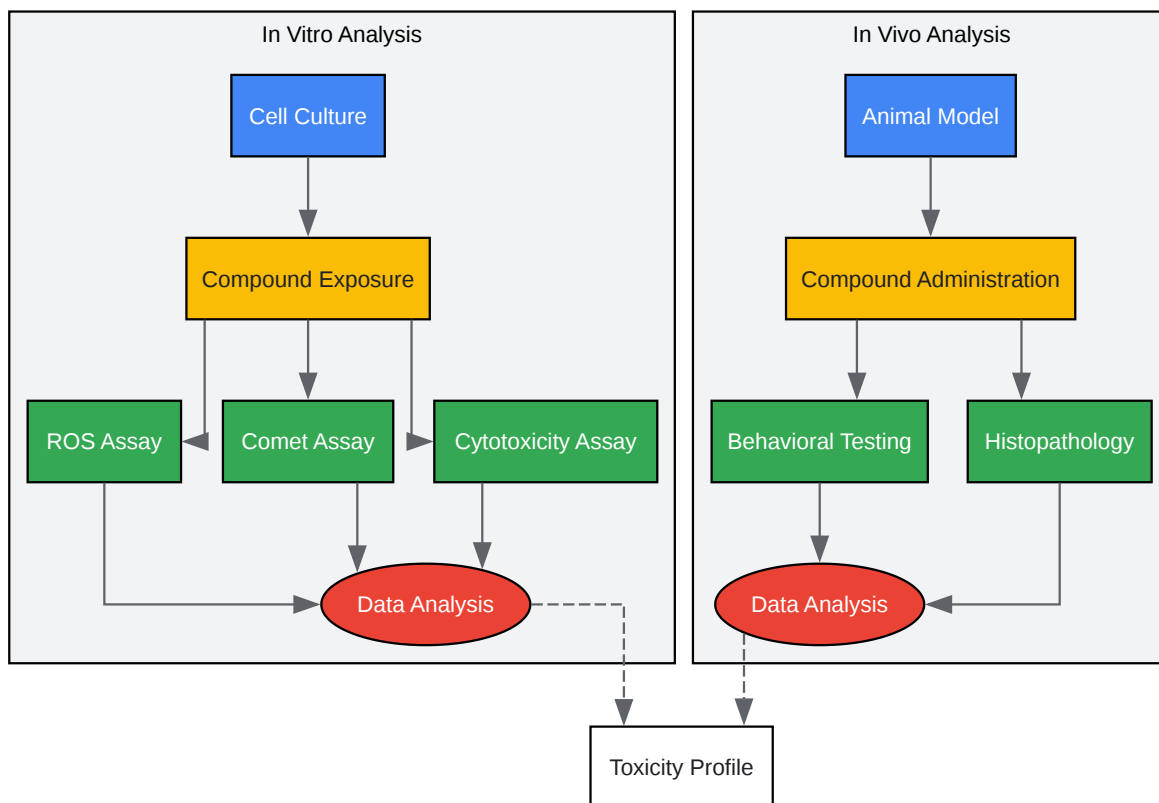 In Vitro Analysis
Cell Culture
Compound Exposure
ROS Assay
Comet Assay
Cytotoxicity Assay
Data Analysis
In Vivo Analysis
Animal Model
Compound Administration
Behavioral Testing
Histopathology
Data Analysis
Toxicity Profile